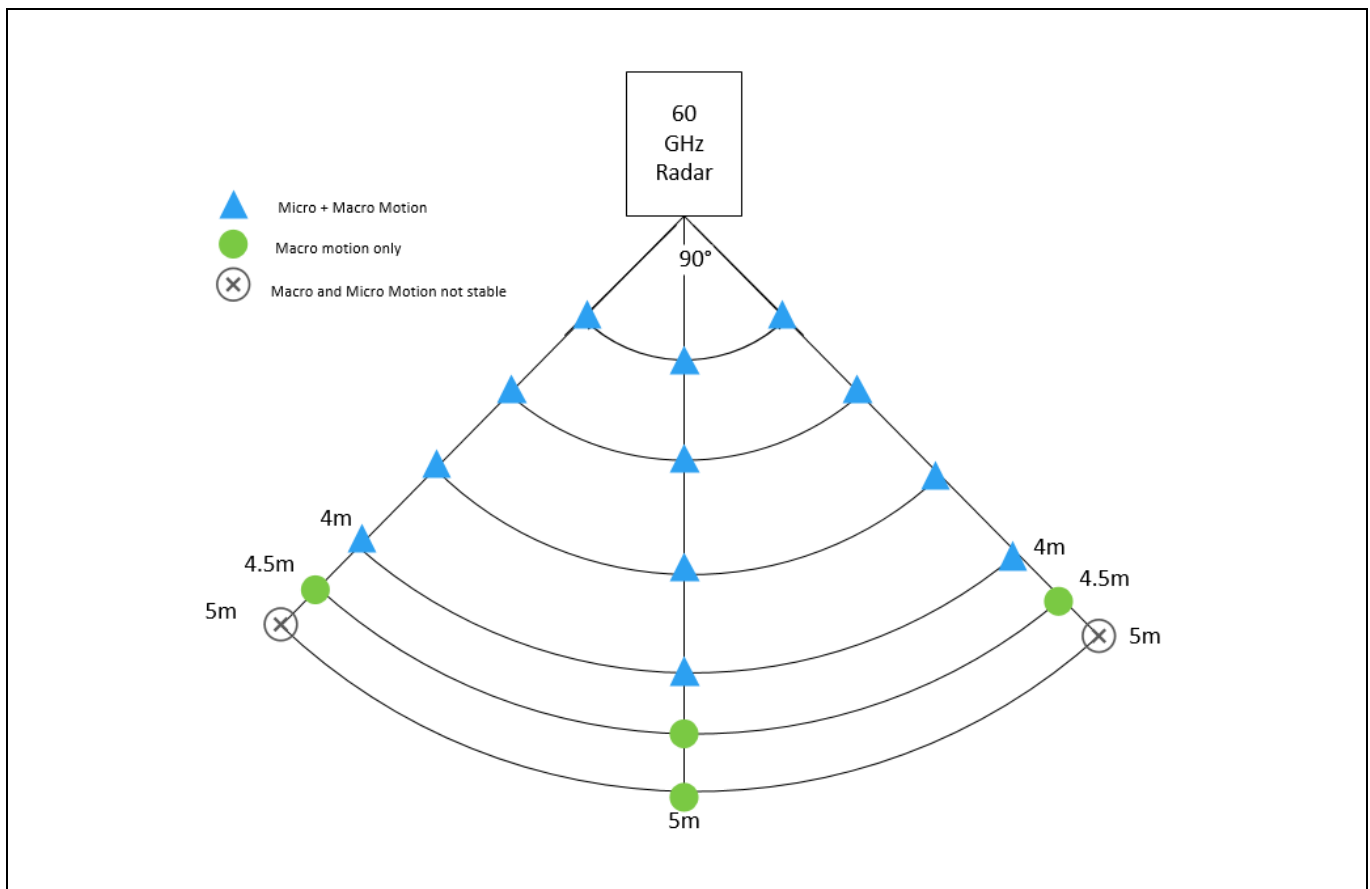 60
GHz
Radar
90°
Micro + Macro Motion
Macro motion only
Macro and Micro Motion not stable
4m
4.5m
5m
4m
4.5m
5m
5m